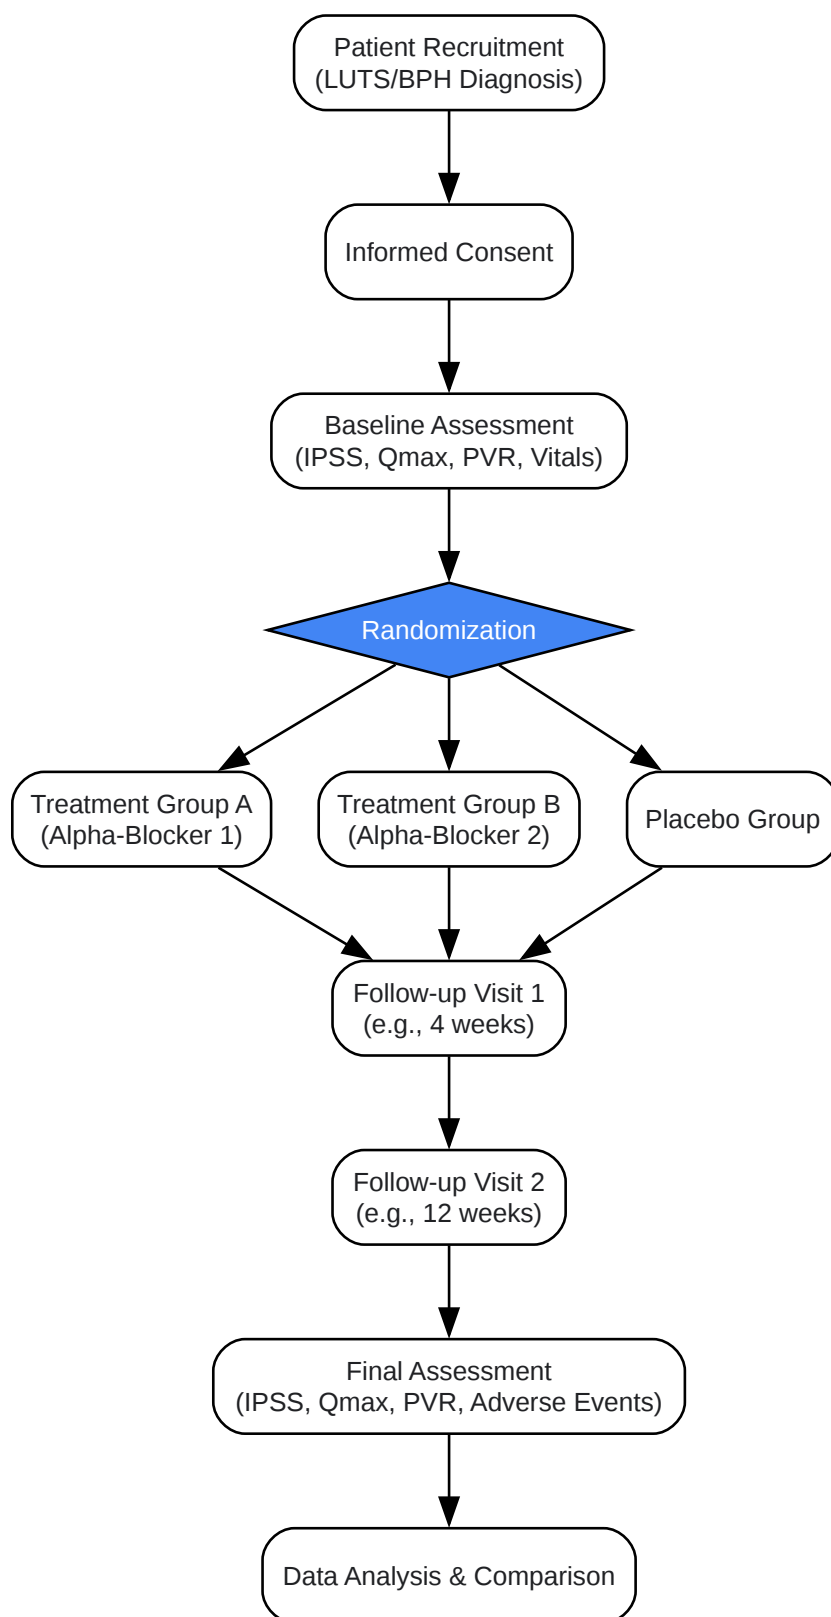 Patient Recruitment
(LUTS/BPH Diagnosis)
Informed Consent
Baseline Assessment
(IPSS, Qmax, PVR, Vitals)
Randomization
Treatment Group A
(Alpha-Blocker 1)
Treatment Group B
(Alpha-Blocker 2)
Placebo Group
Follow-up Visit 1
(e.g., 4 weeks)
Follow-up Visit 2
(e.g., 12 weeks)
Final Assessment
(IPSS, Qmax, PVR, Adverse Events)
Data Analysis & Comparison